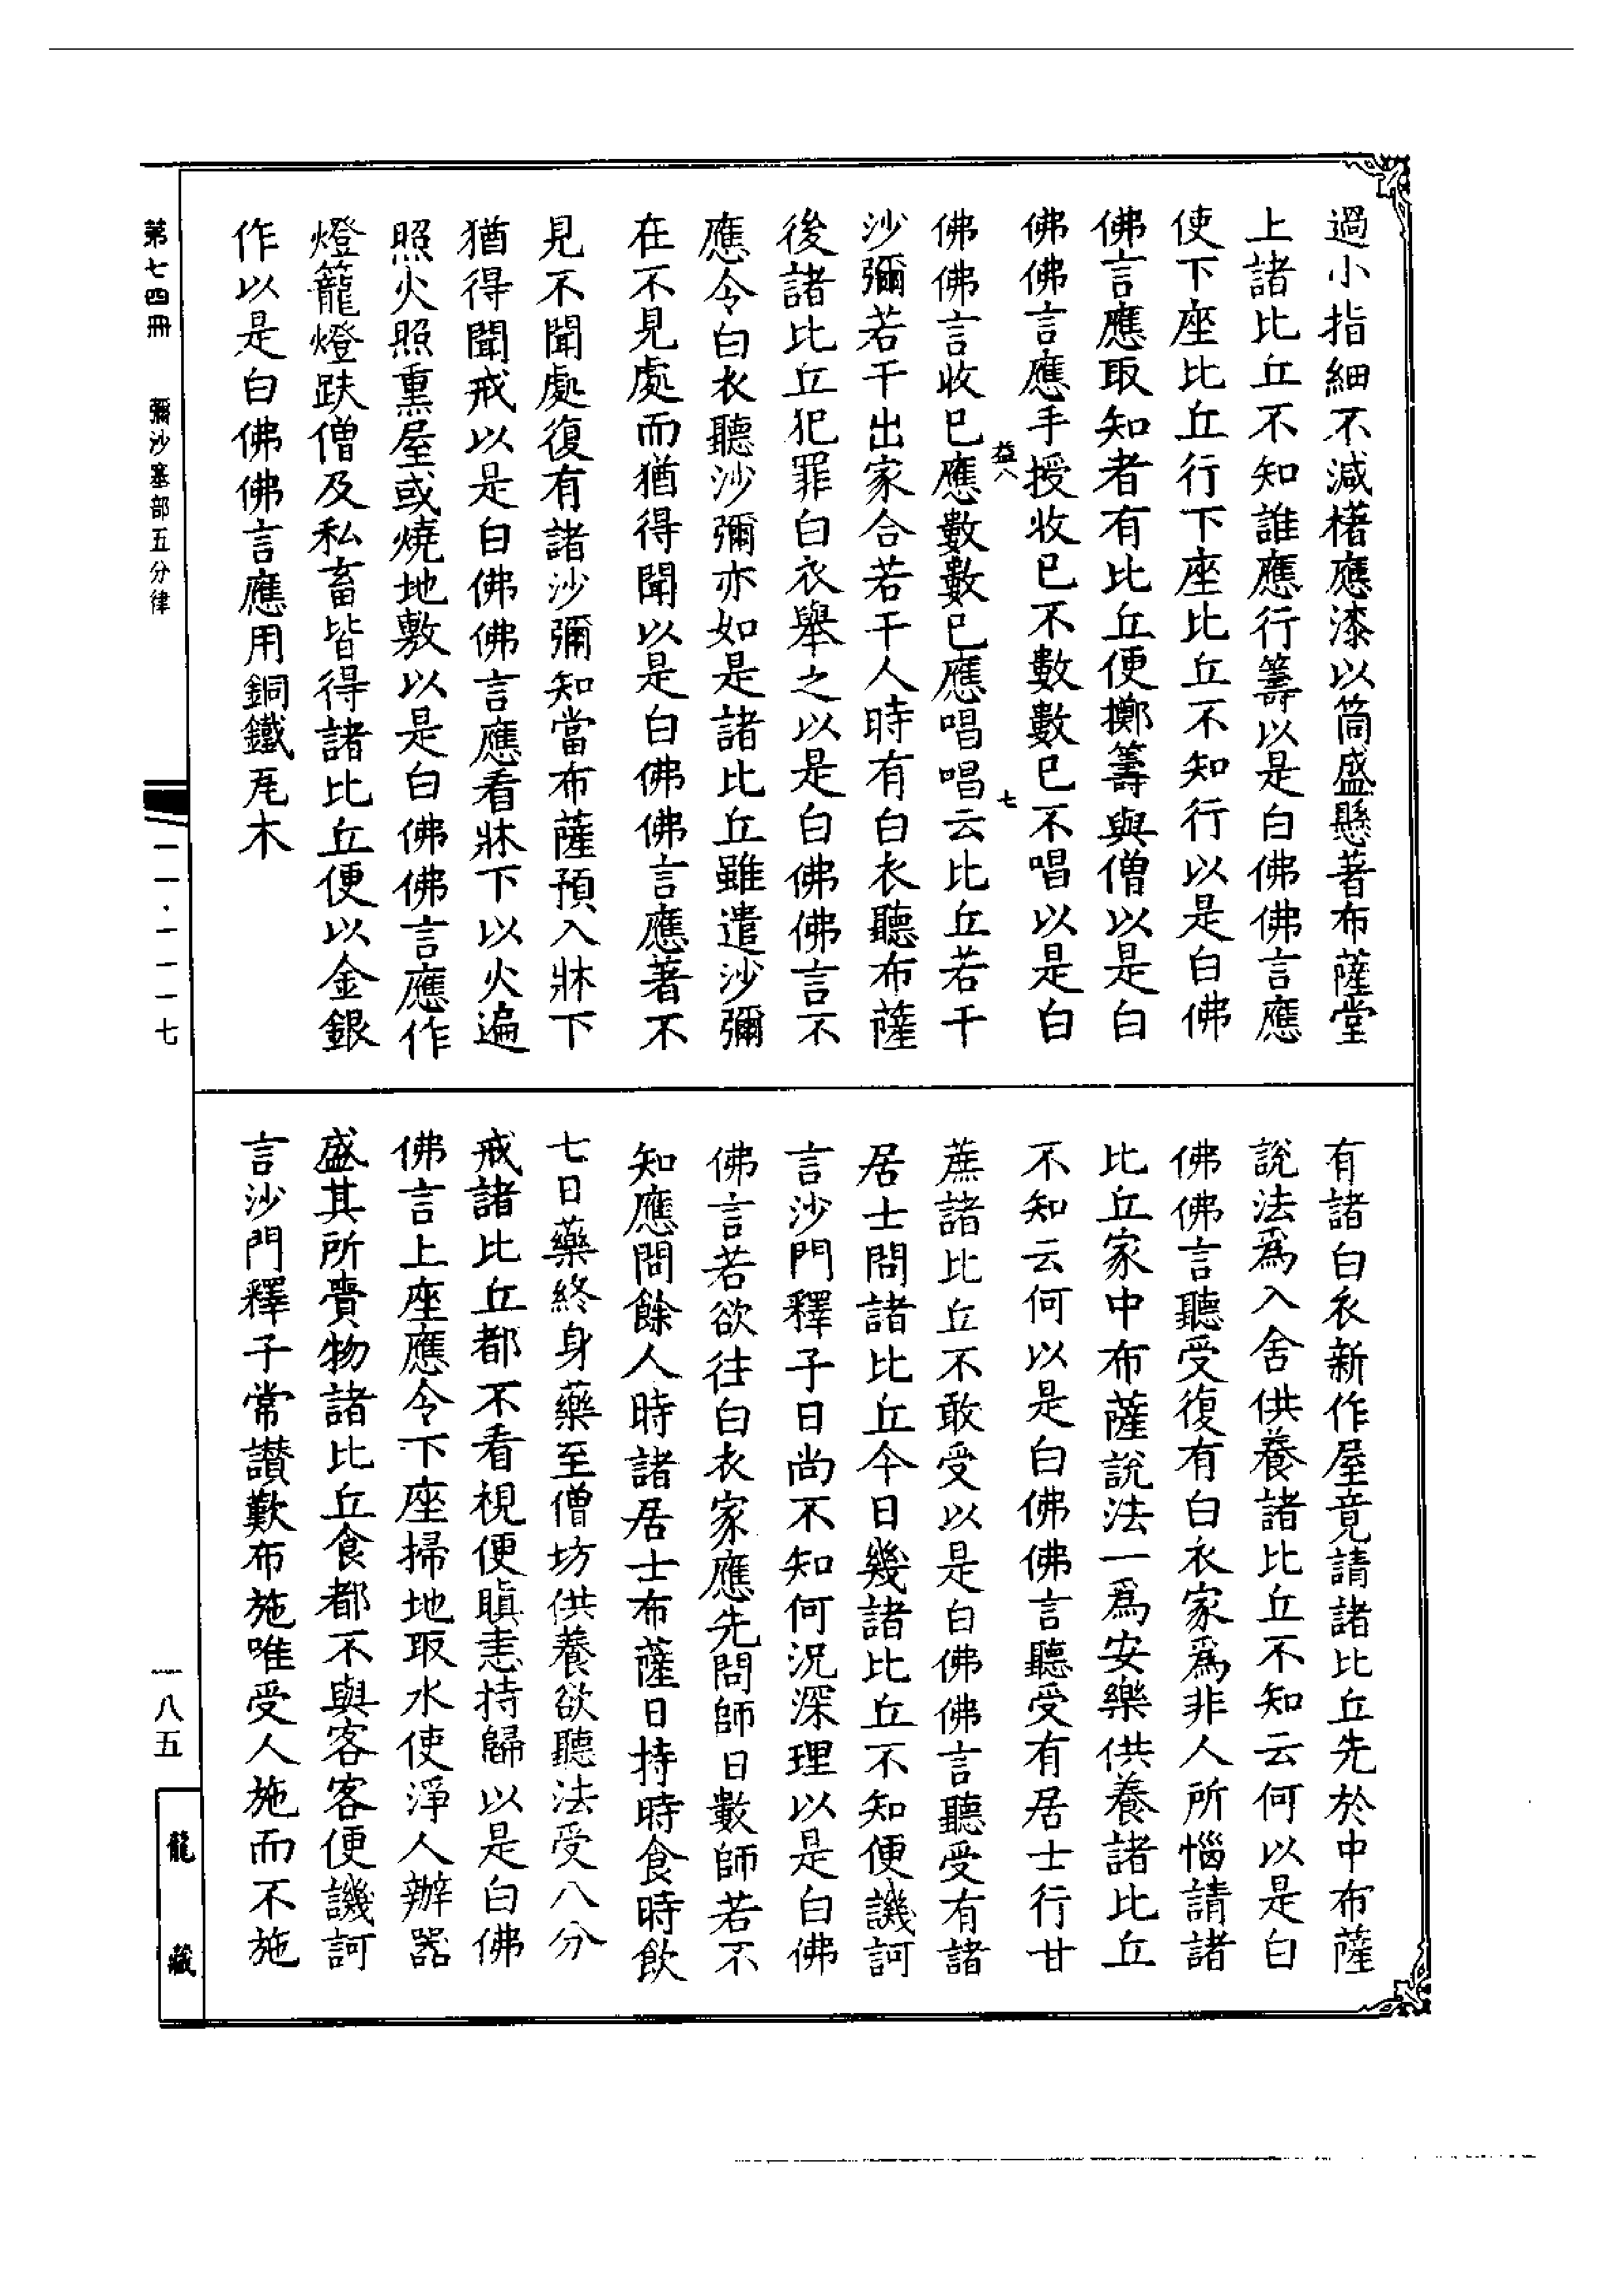 過小指細不減櫡應漆以筒盛懸著布薩堂
上諸比丘不知誰應行籌以是白佛佛言應
使下座比丘行下座比丘不知行以是白佛
佛言應取知者有比丘便擲籌與僧以是白
佛佛言應手授收已不數數已不唱以是白
益八
七
佛佛言收已應數數已應唱唱云比丘若干
沙彌若干出家合若干人時有白衣聽布薩
後諸比丘犯罪白衣舉之以是白佛佛言不
應令白衣聽沙彌亦如是諸比丘雖遣沙彌
在不見處而猶得聞以是白佛佛言應著不
見不聞處復有諸沙彌知當布薩預入牀下
猶得聞戒以是白佛佛言應看牀下以火遍
照火照熏屋或燒地敷以是白佛佛言應作
燈籠燈趺僧及私畜皆得諸比丘便以金銀
作以是白佛佛言應用銅鐵瓦木
有諸白衣新作屋竟請諸比丘先於中布薩
說法爲入舍供養諸比丘不知云何以是白
佛佛言聽受復有白衣家爲非人所惱請諸
比丘家中布薩說法一爲安樂供養諸比丘
不知云何以是白佛佛言聽受有居士行甘
蔗諸比丘不敢受以是白佛佛言聽受有諸
居士問諸比丘今日幾諸比丘不知便譏訶
言沙門釋子日尚不知何況深理以是白佛
佛言若欲往白衣家應先問師日數師若不
知應問餘人時諸居士布薩日持時食時飲
七日藥終身藥至僧坊供養欲聽法受八分
戒諸比丘都不看視便瞋恚持歸以是白佛
佛言上座應令下座掃地取水使淨人辦器
盛其所賷物諸比丘食都不與客客便譏訶
言沙門釋子常讃歎布施唯受人施而不施
第七四冊 彌沙塞部五分律
一一·一一一七
一八五
龍藏